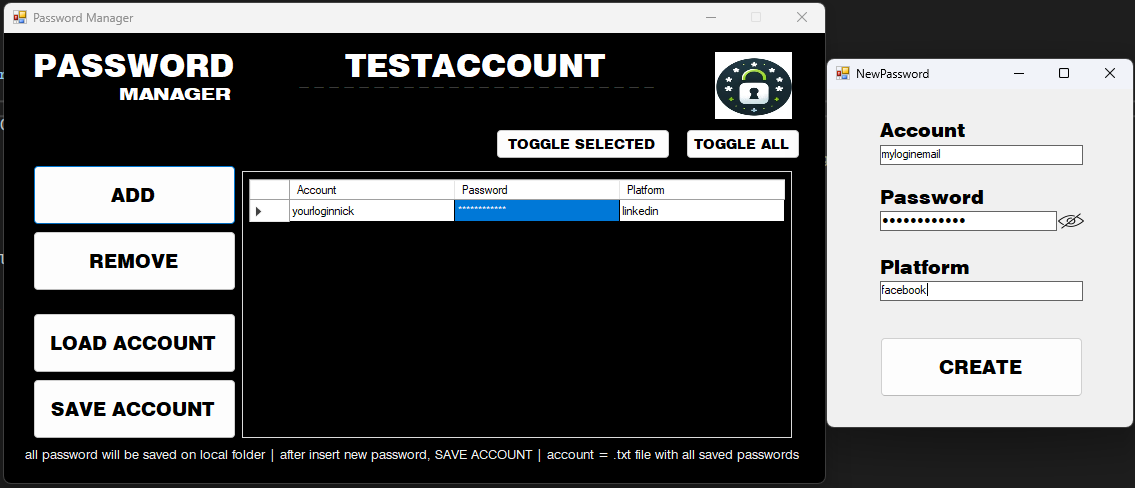 Password Manager
PASSWORD
MANAGER
TESTACCOUNT
TOGGLE SELECTED
TOGGLE ALL
ADD
REMOVE
LOAD ACCOUNT
SAVE ACCOUNT
Account Password Platform
yourloginnick ************ linkedin
all password will be saved on local folder | after insert new password, SAVE ACCOUNT | account = .txt file with all saved passwords
NewPassword
Account
myloginemail
Password
●●●●●●●●●●●●
Platform
facebook
CREATE